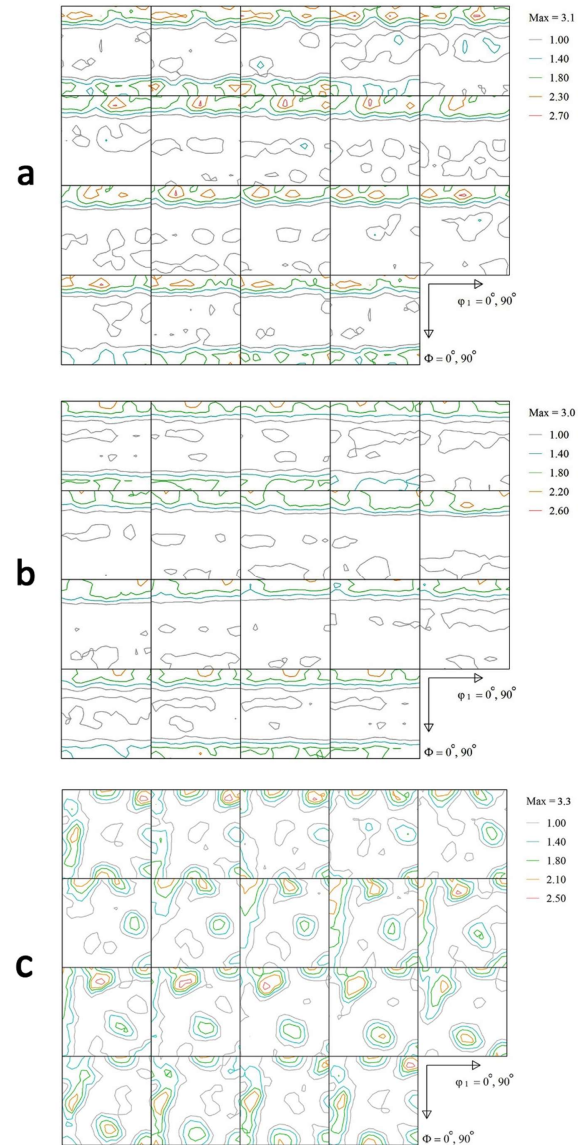 Max = 3.1
1.00
1.40
1.80
2.30
2.70
a
φ1 = 0°, 90°
Φ = 0°, 90°
Max = 3.0
1.00
1.40
1.80
2.20
2.60
b
φ1 = 0°, 90°
Φ = 0°, 90°
Max = 3.3
1.00
1.40
1.80
2.10
2.50
c
φ1 = 0°, 90°
Φ = 0°, 90°